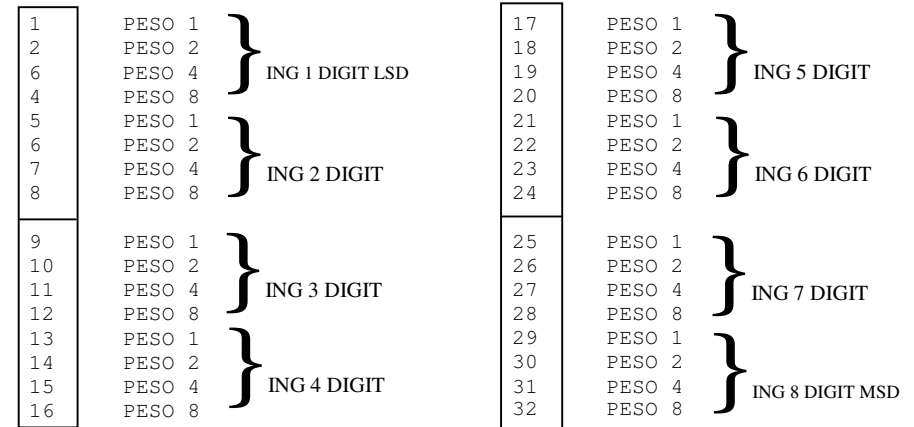 1 PESO 1
2 PESO 2
6 PESO 4
4 PESO 8
ING 1 DIGIT LSD
5 PESO 1
6 PESO 2
7 PESO 4
8 PESO 8
ING 2 DIGIT
9 PESO 1
10 PESO 2
11 PESO 4
12 PESO 8
ING 3 DIGIT
13 PESO 1
14 PESO 2
15 PESO 4
16 PESO 8
ING 4 DIGIT
17 PESO 1
18 PESO 2
19 PESO 4
20 PESO 8
ING 5 DIGIT
21 PESO 1
22 PESO 2
23 PESO 4
24 PESO 8
ING 6 DIGIT
25 PESO 1
26 PESO 2
27 PESO 4
28 PESO 8
ING 7 DIGIT
29 PESO 1
30 PESO 2
31 PESO 4
32 PESO 8
ING 8 DIGIT MSD